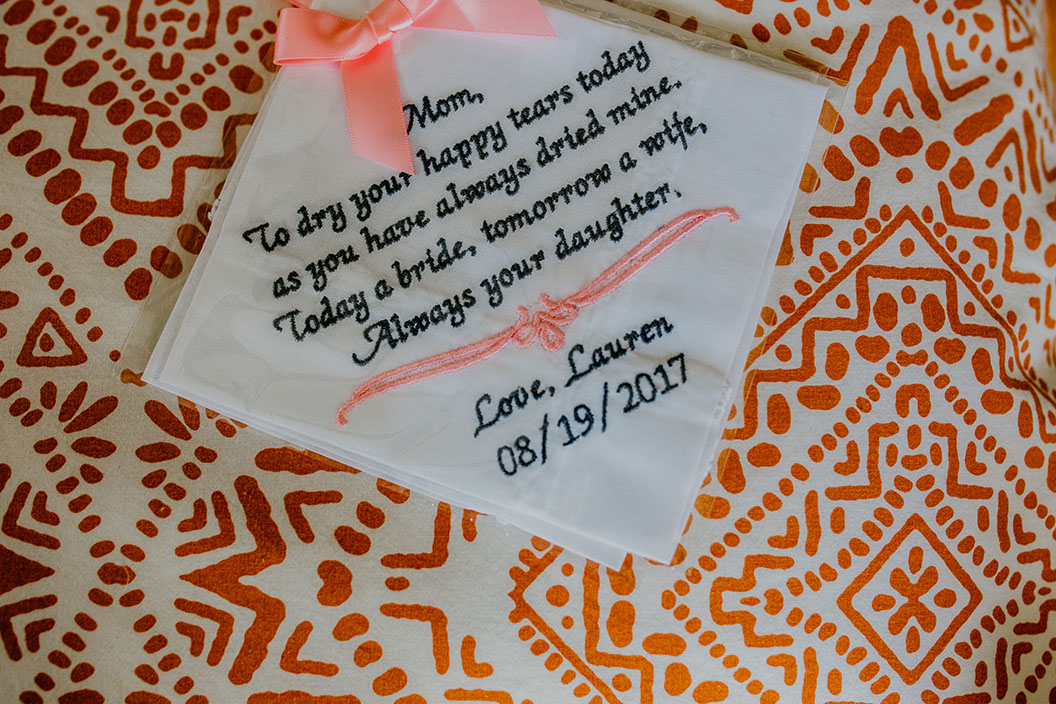 Mom,
To dry your happy tears today
as you have always dried mine.
Today a bride, tomorrow a wife,
Always your daughter.
Love, Lauren
08/19/2017